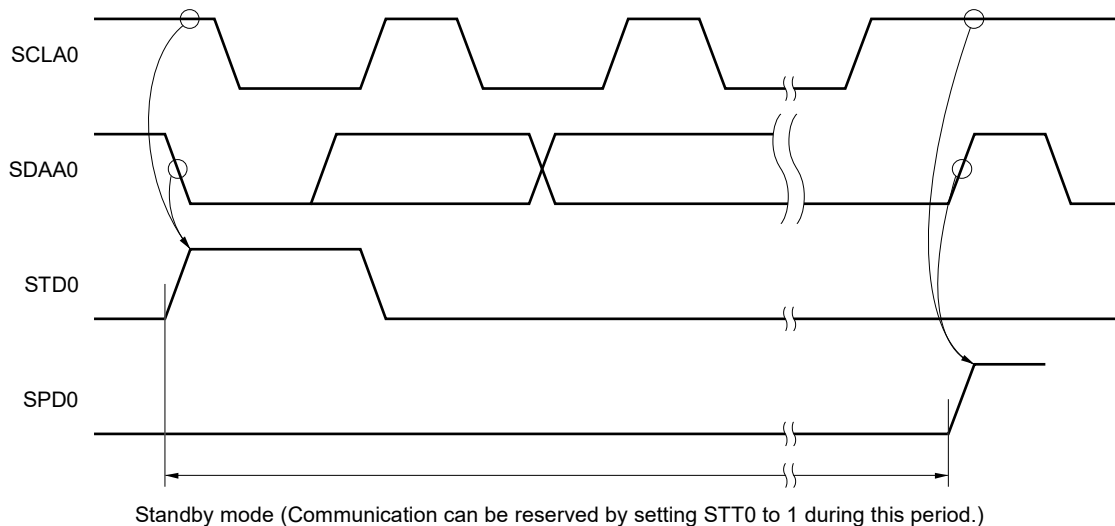 SCLA0
SDAA0
STD0
SPD0
Standby mode (Communication can be reserved by setting STT0 to 1 during this period.)